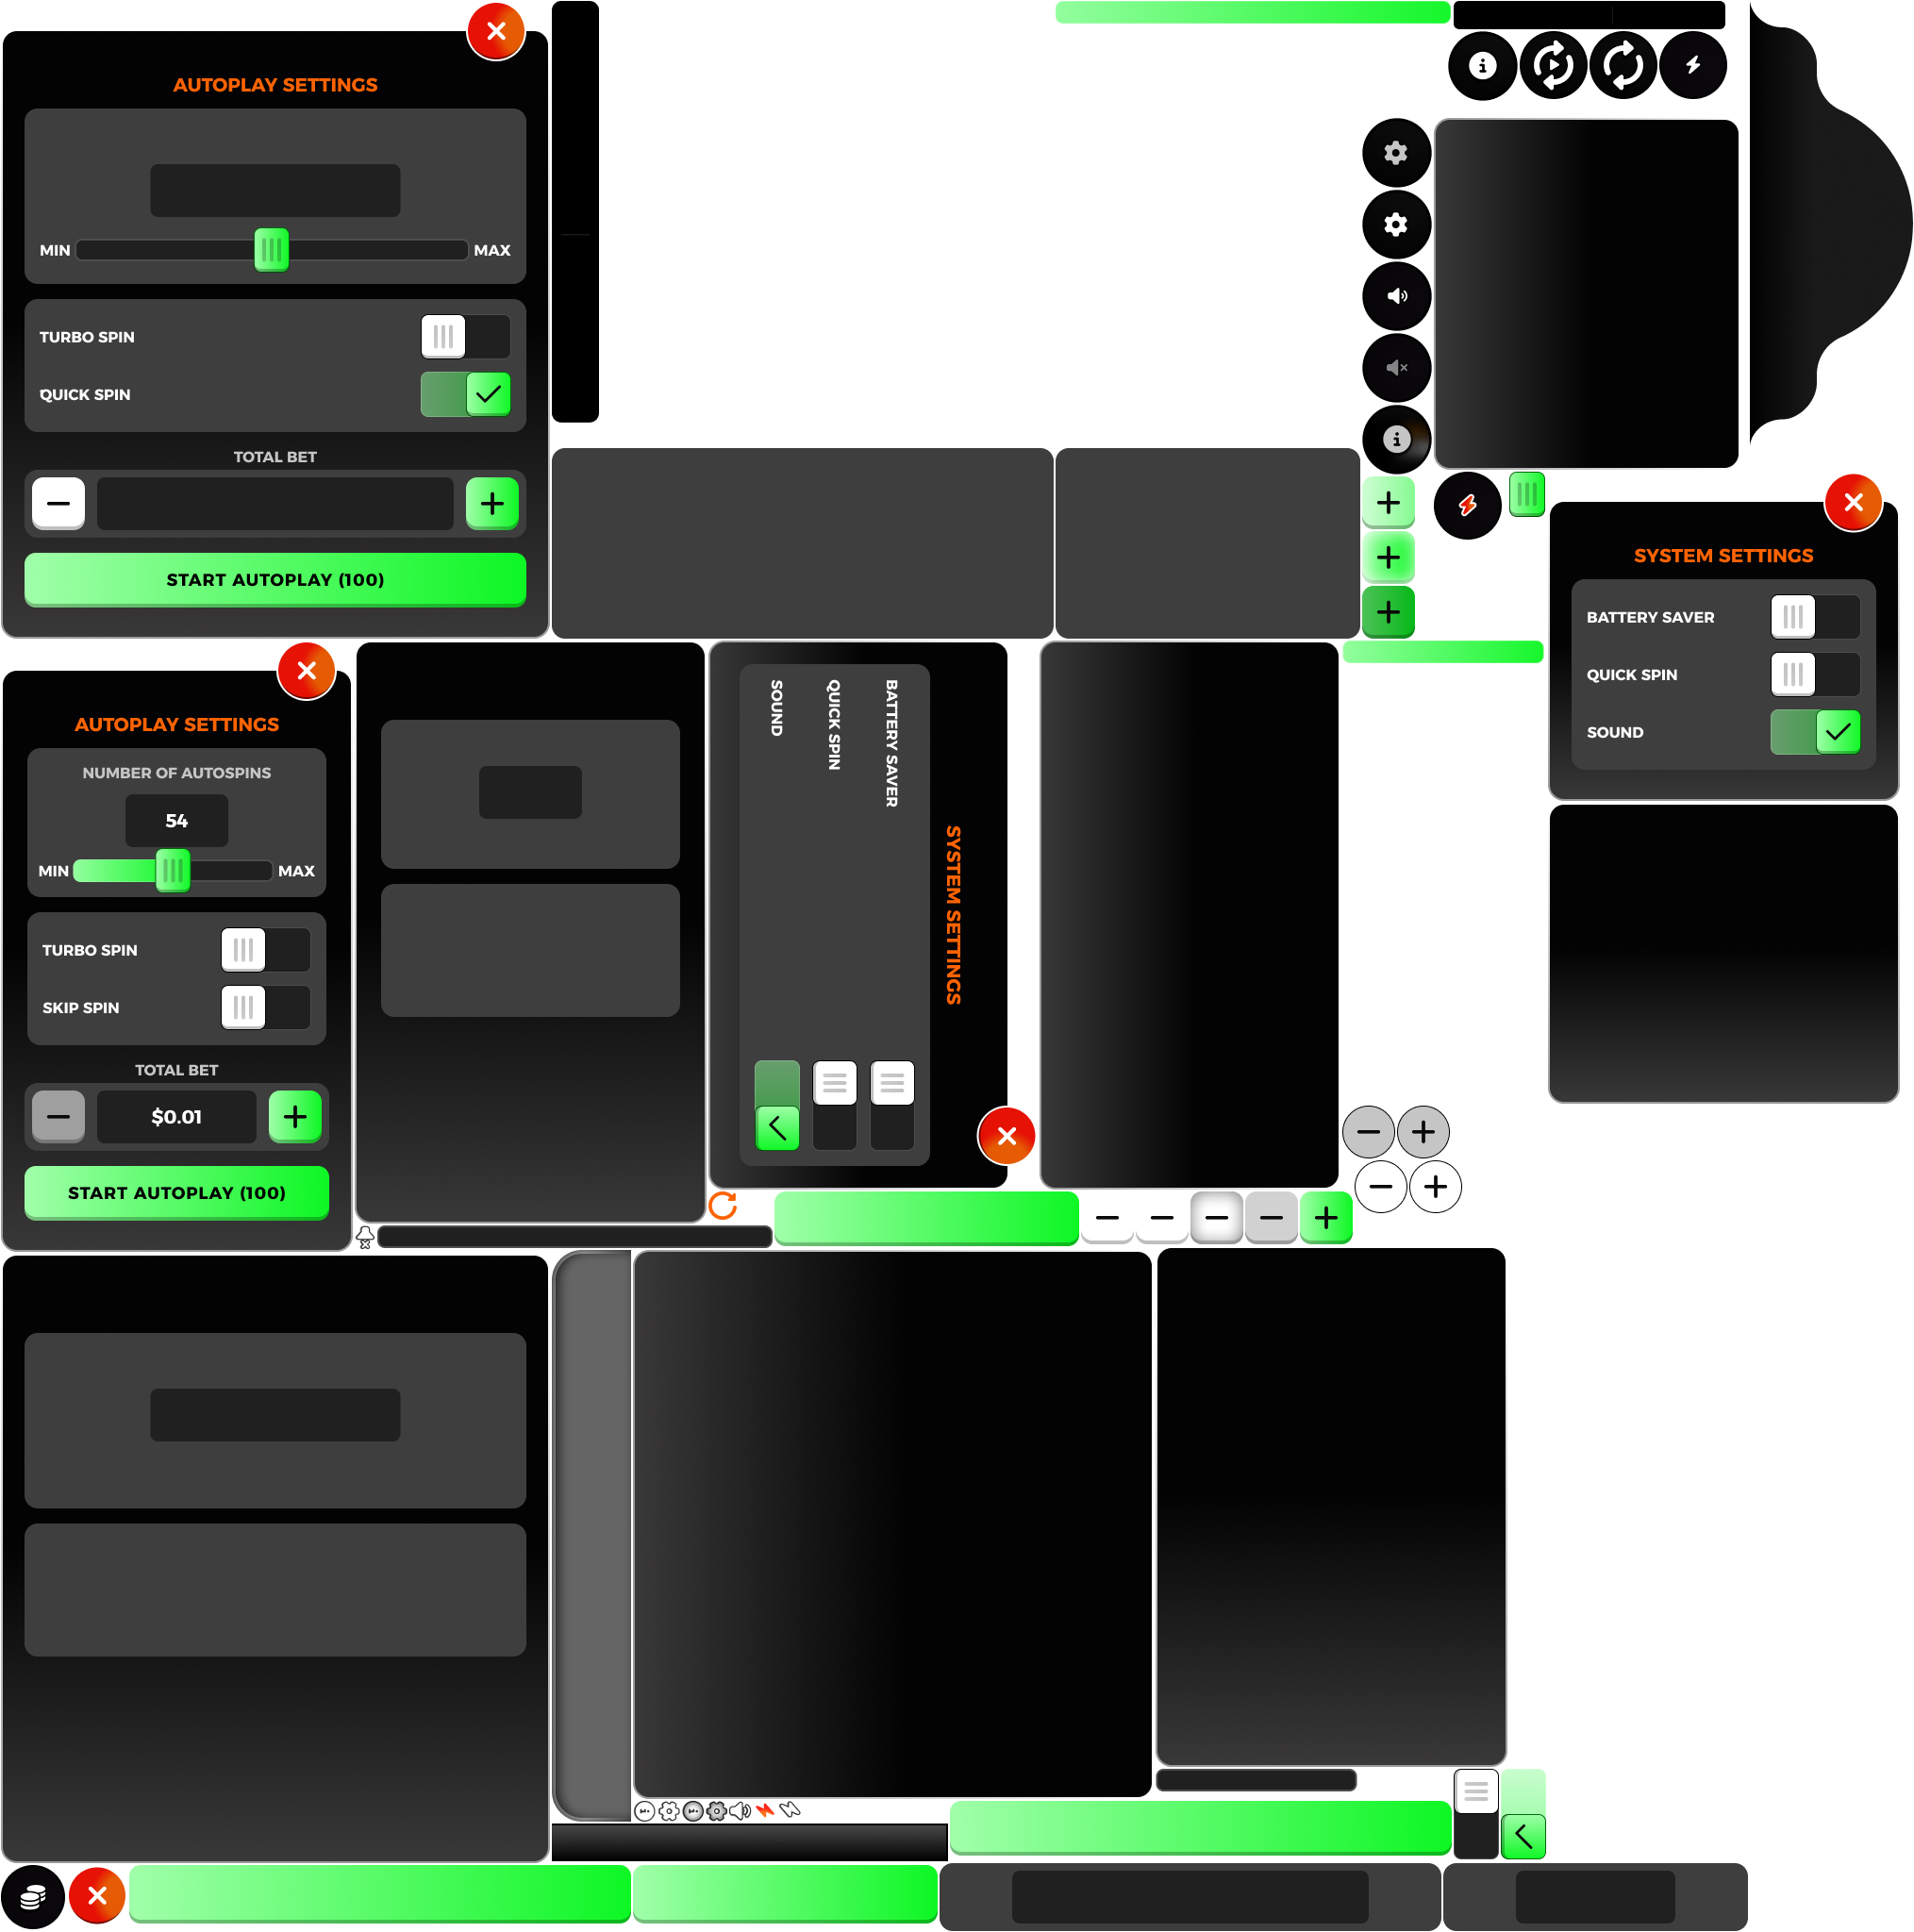 AUTOPLAY SETTINGS
MIN
MAX
TURBO SPIN
QUICK SPIN
TOTAL BET
START AUTOPLAY (100)
SYSTEM SETTINGS
BATTERY SAVER
QUICK SPIN
SOUND
AUTOPLAY SETTINGS
NUMBER OF AUTOSPINS
54
MIN
MAX
TURBO SPIN
SKIP SPIN
TOTAL BET
$0.01
START AUTOPLAY (100)
SYSTEM SETTINGS
BATTERY SAVER
QUICK SPIN
SOUND